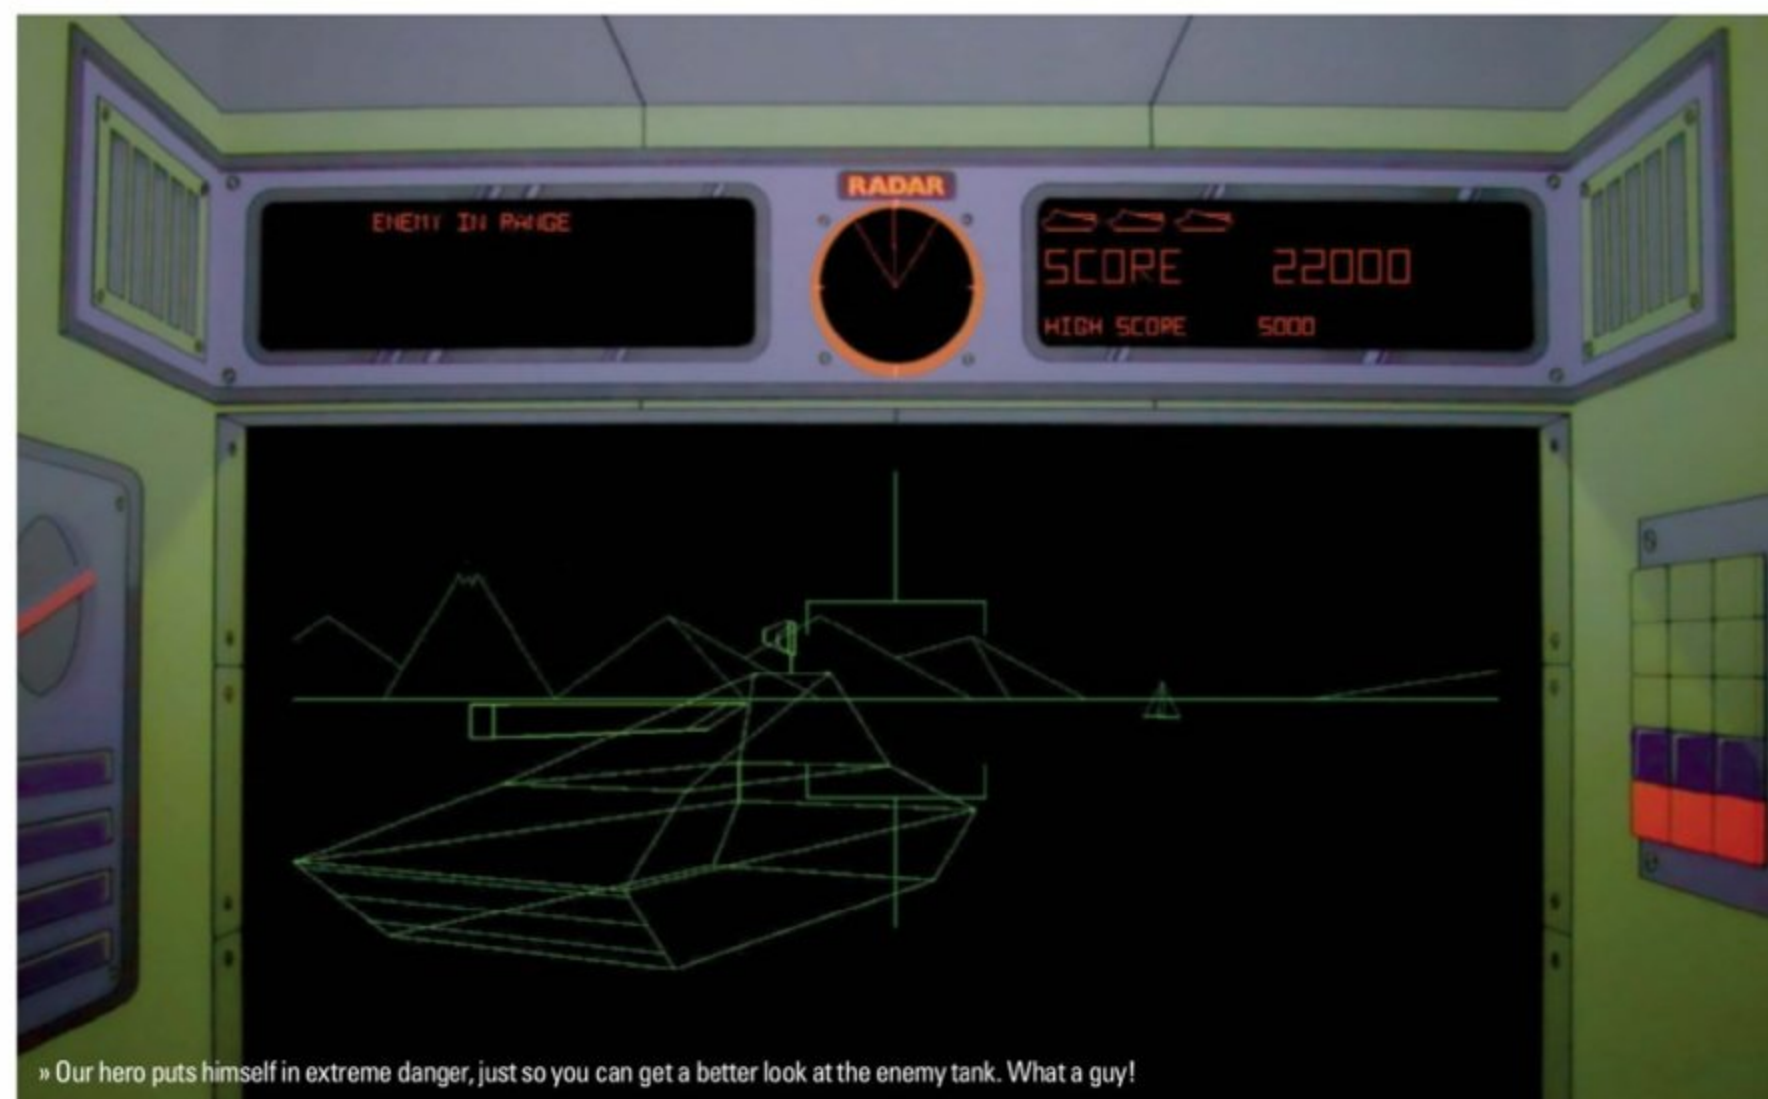 RADAR
ENEMY IN RANGE
SCORE 22000
HIGH SCORE 5000
» Our hero puts himself in extreme danger, just so you can get a better look at the enemy tank. What a guy!